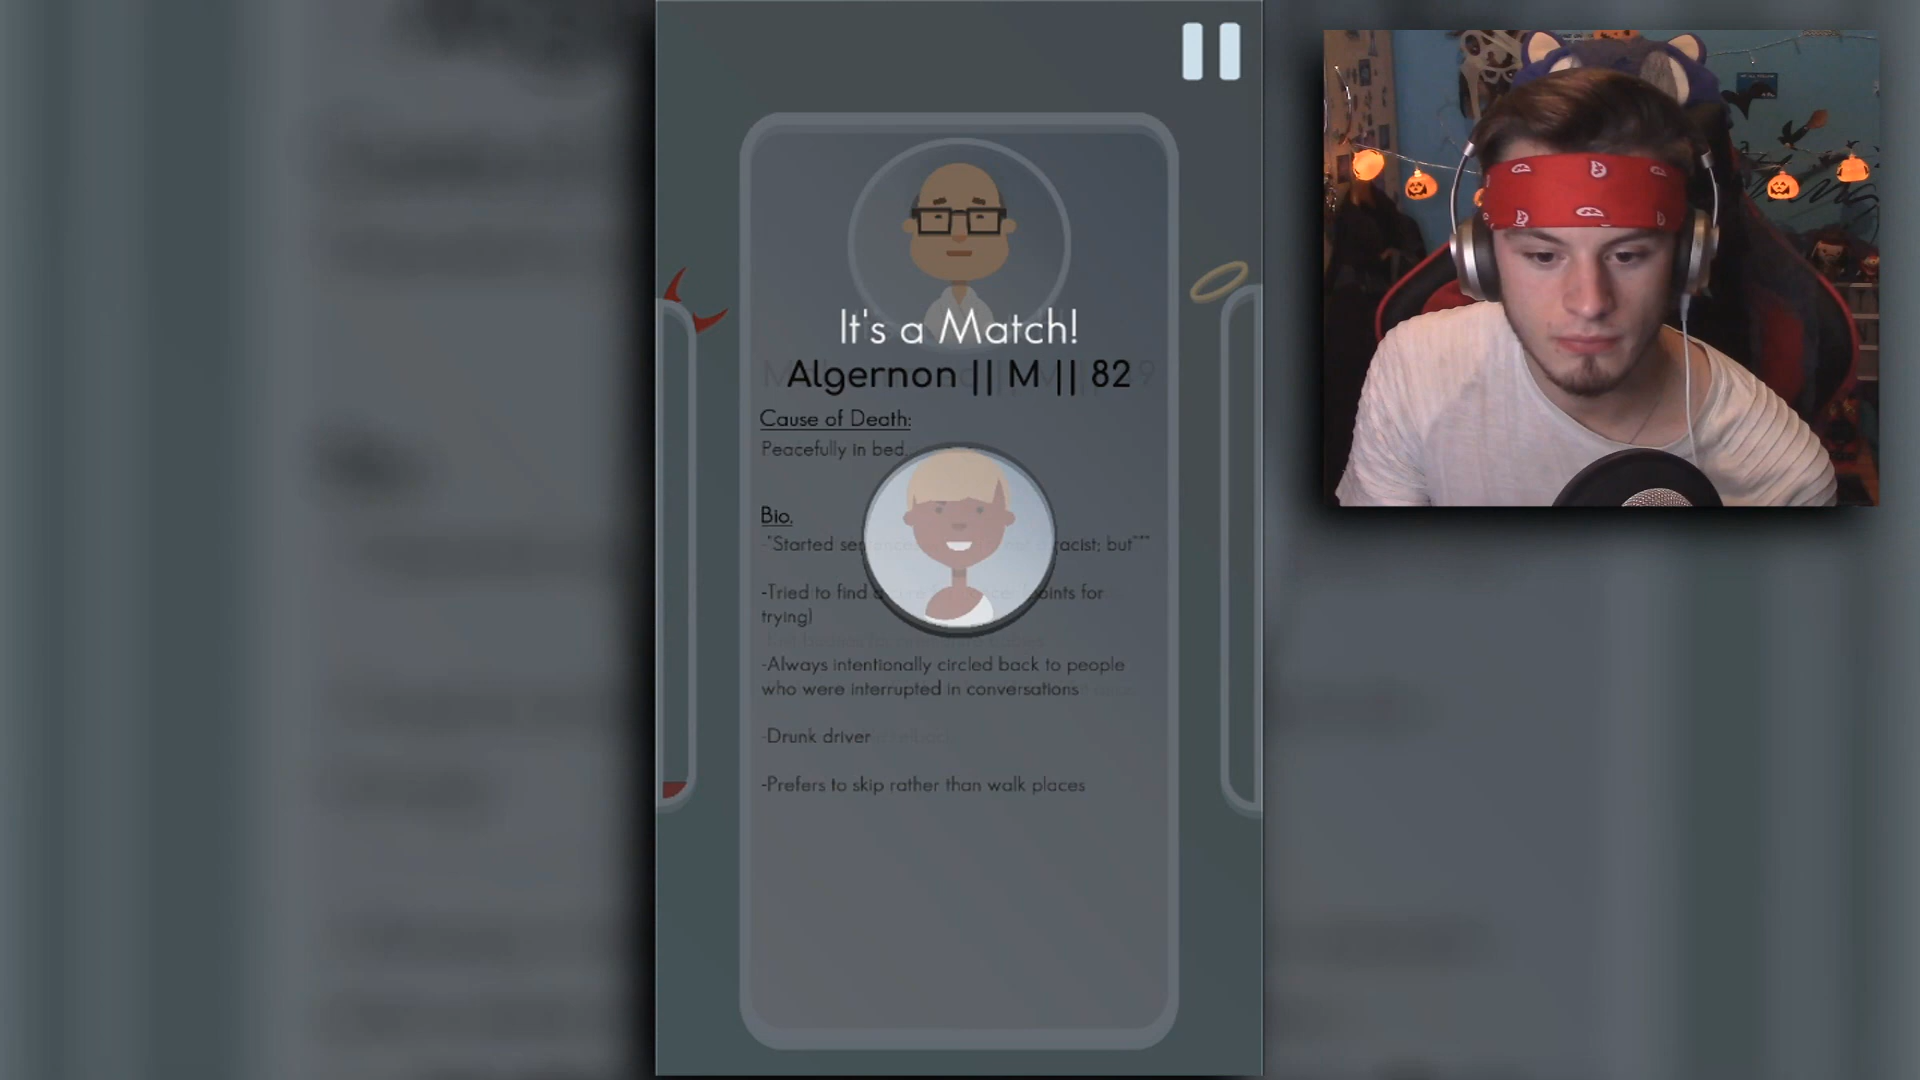 It's a Match!
Algernon || M || 82
Cause of Death:
Peacefully in bed.
Bio.
-"Started racist; but"""
-Tried to find points for
trying)
-Always intentionally circled back to people
who were interrupted in conversations
-Drunk driver
-Prefers to skip rather than walk places